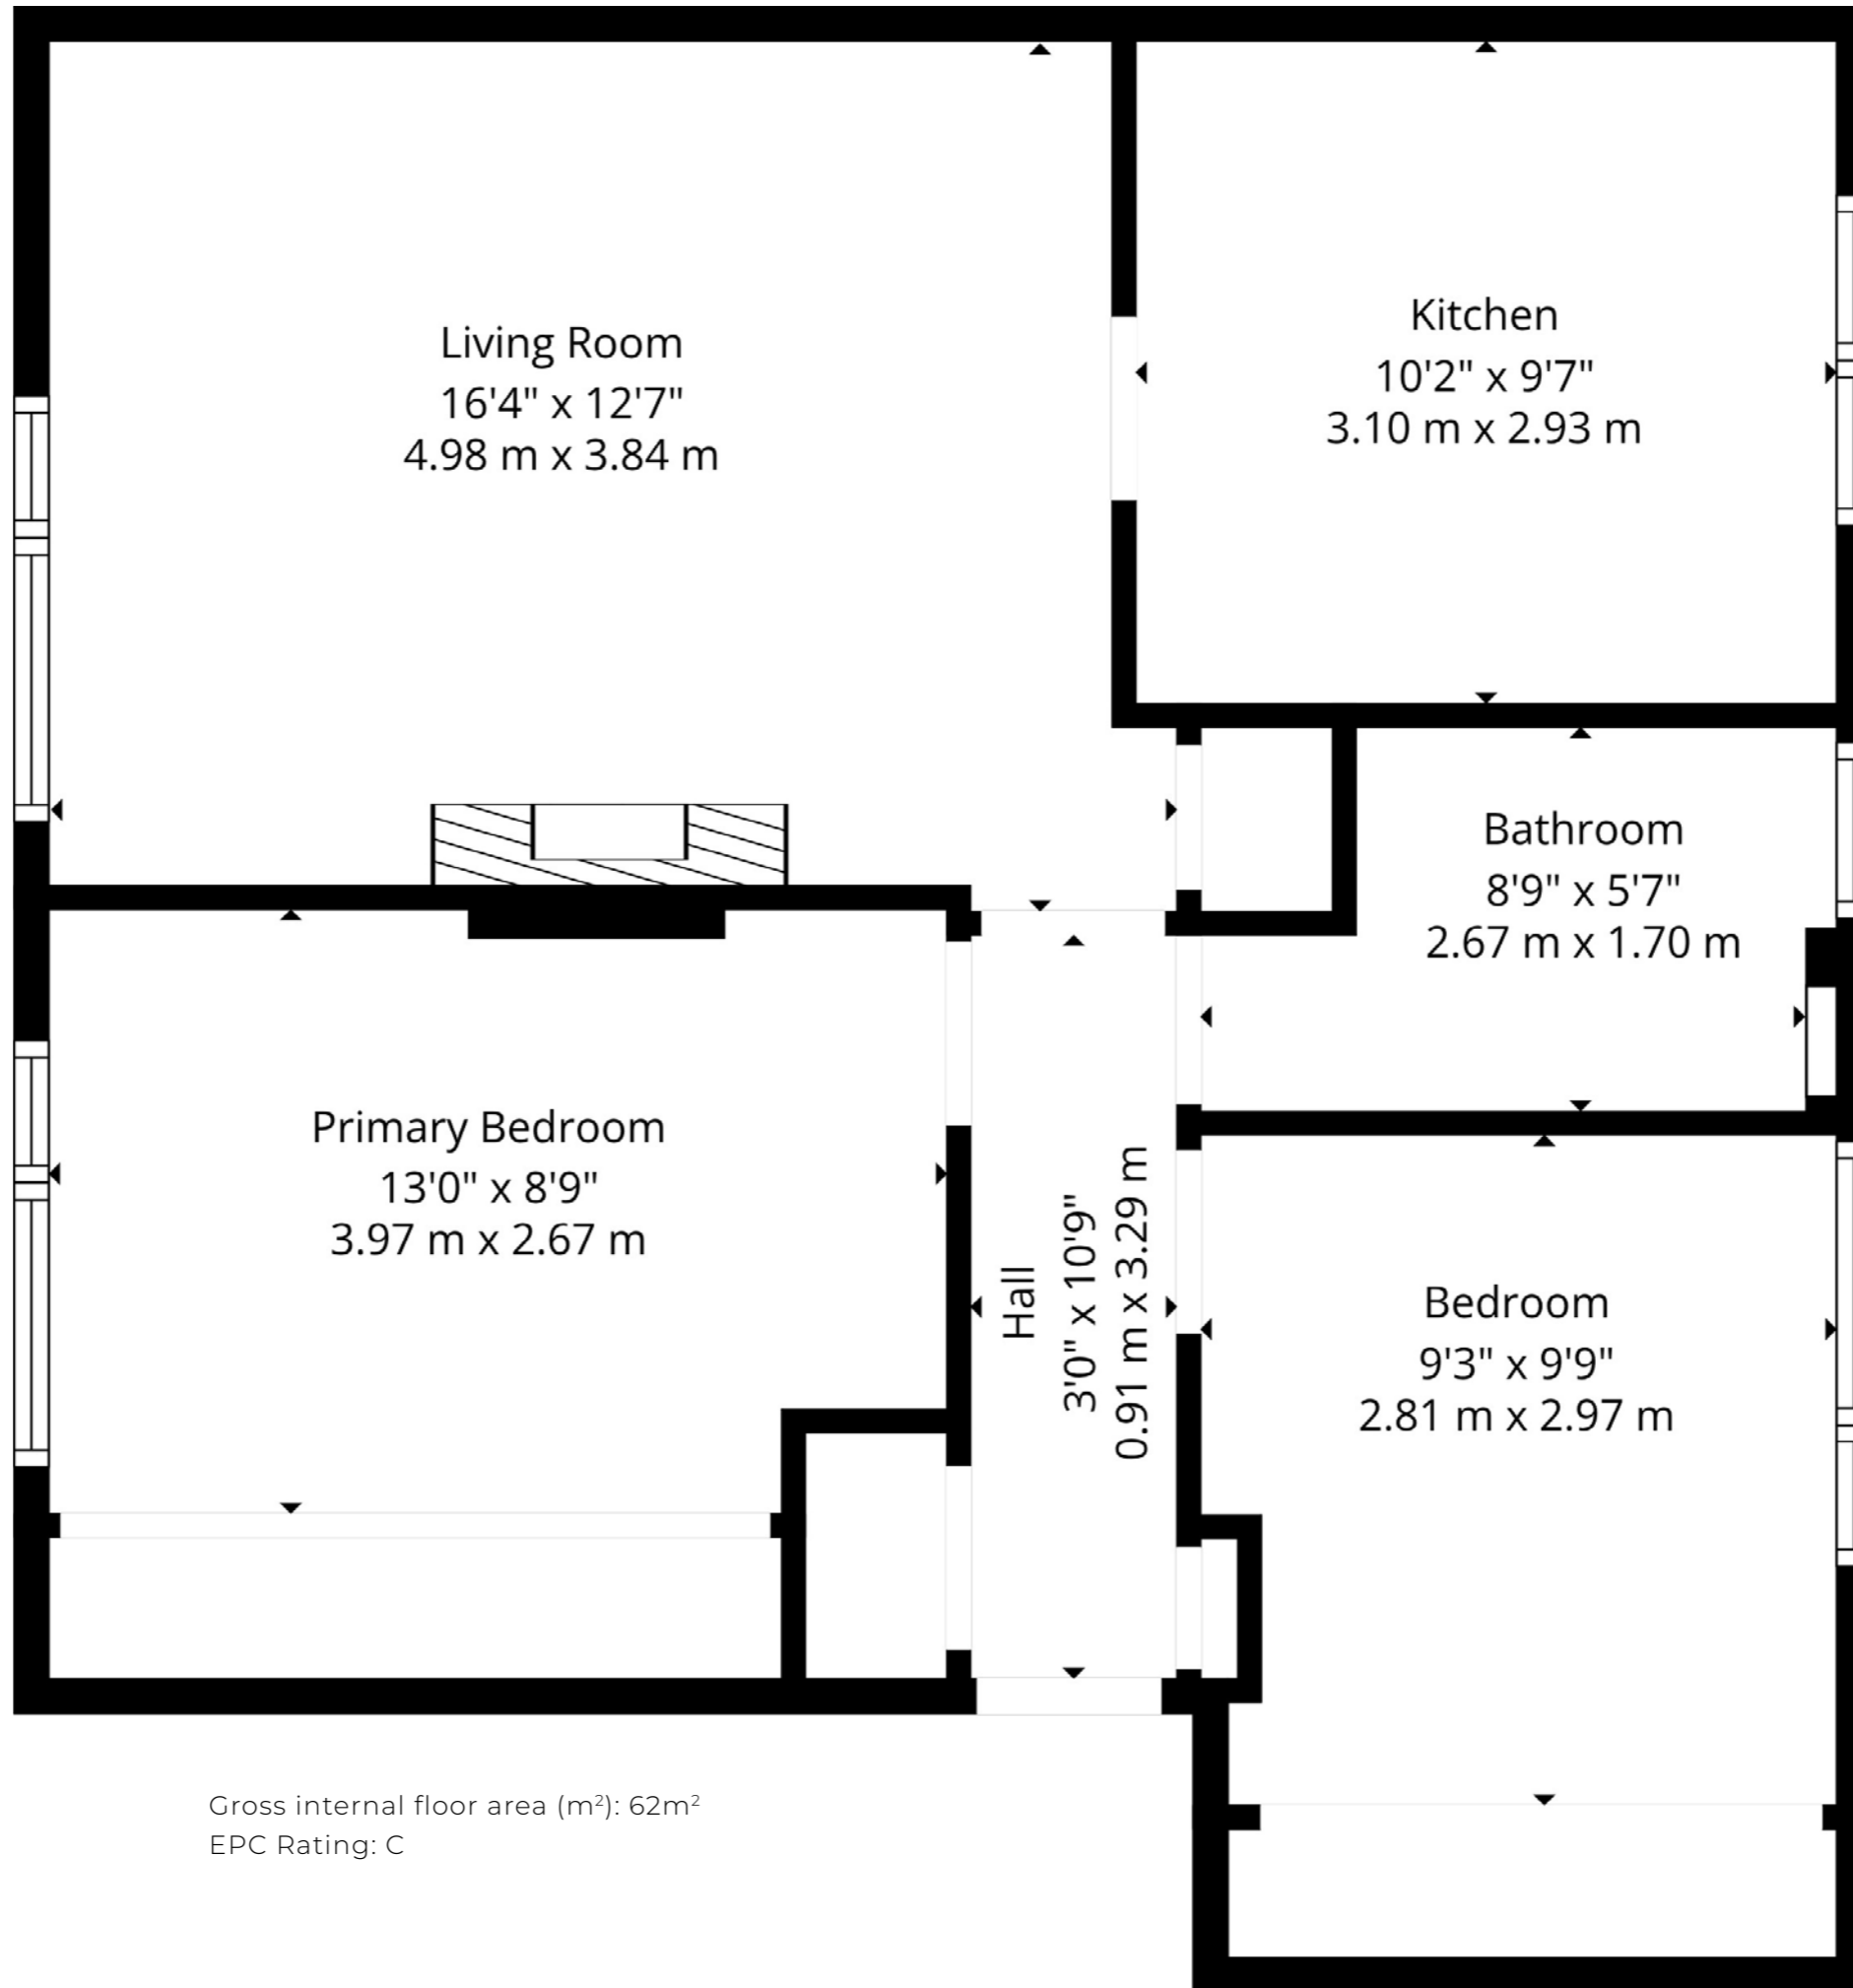 Living Room
16'4" x 12'7"
4.98 m x 3.84 m
Kitchen
10'2" x 9'7"
3.10 m x 2.93 m
Bathroom
8'9" x 5'7"
2.67 m x 1.70 m
Primary Bedroom
13'0" x 8'9"
3.97 m x 2.67 m
Hall
3'0" x 10'9"
0.91 m x 3.29 m
Bedroom
9'3" x 9'9"
2.81 m x 2.97 m
Gross internal floor area (m²): 62m²
EPC Rating: C